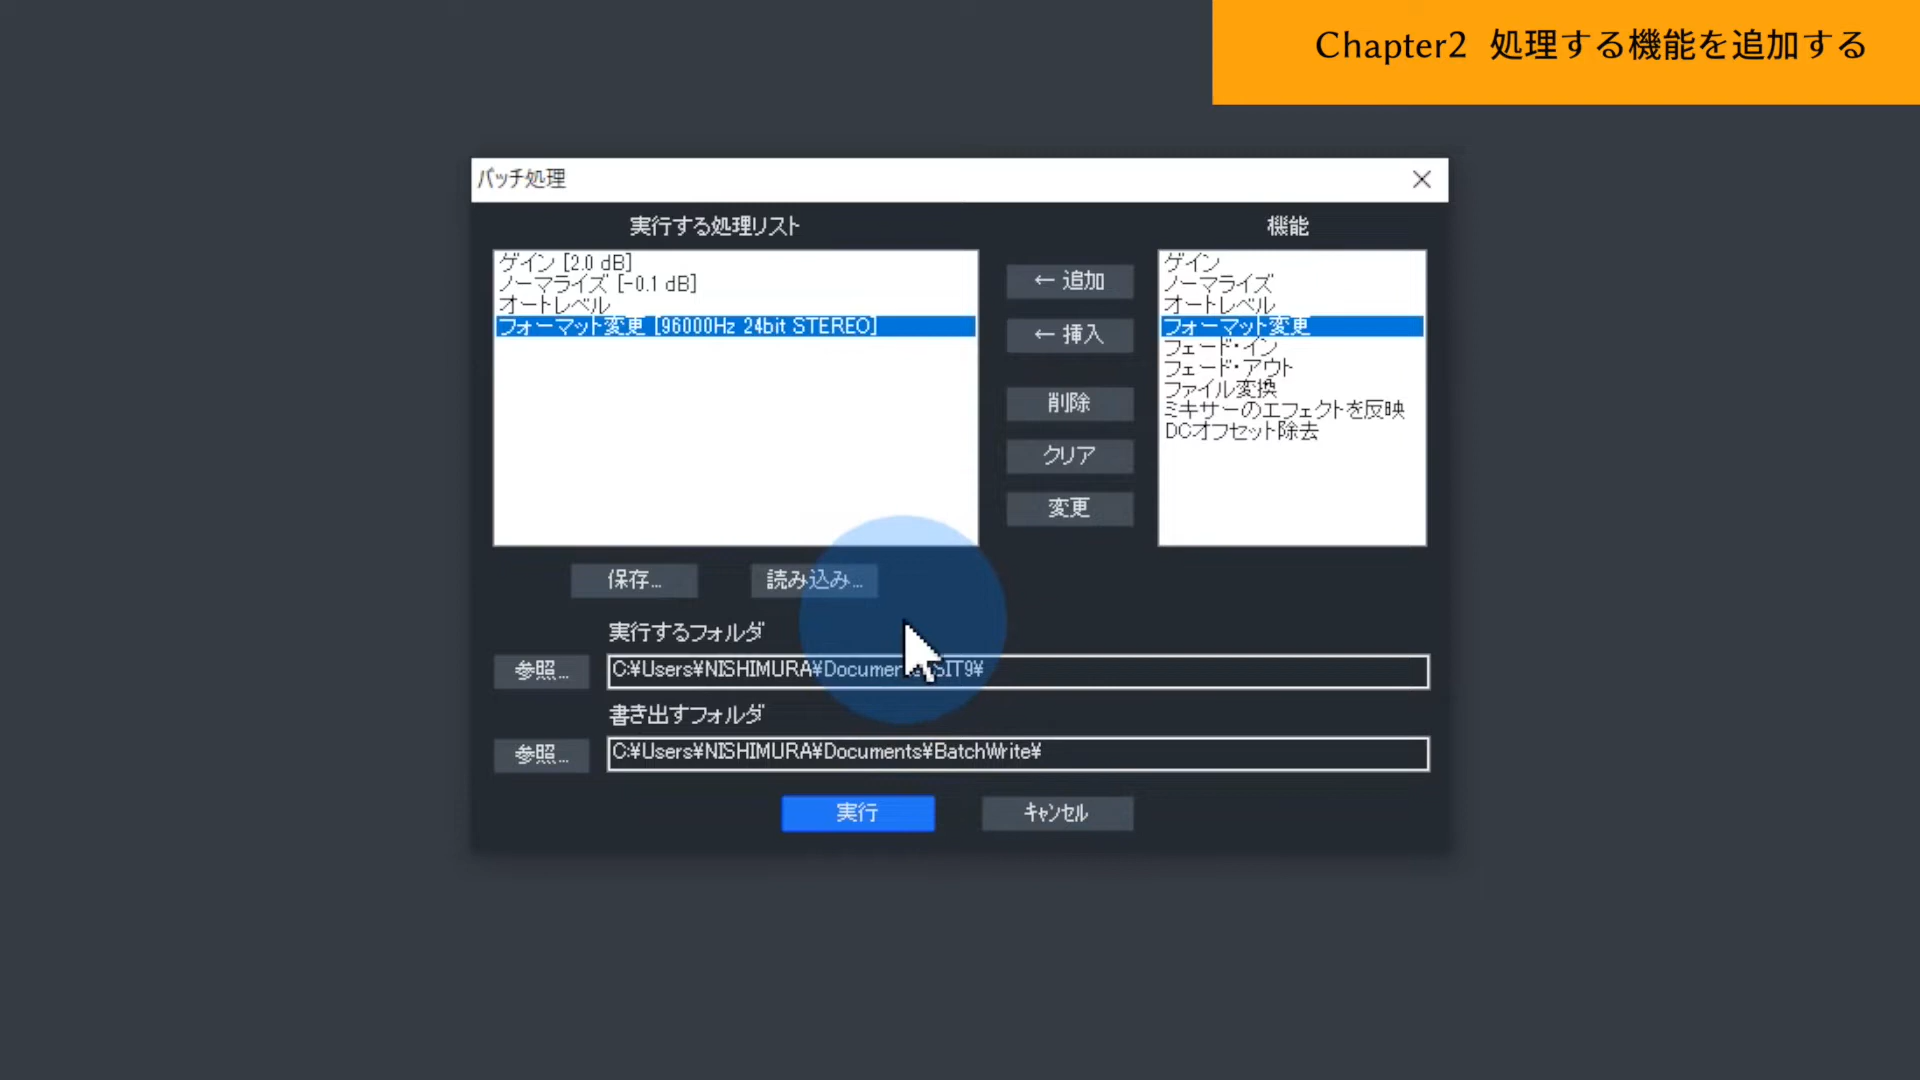 Chapter2 処理する機能を追加する
バッチ処理
実行する処理リスト
機能
ゲイン [2.0 dB]
ノーマライズ [-0.1 dB]
オートレベル
フォーマット変更 [96000Hz 24bit STEREO]
← 追加
← 挿入
削除
クリア
変更
ゲイン
ノーマライズ
オートレベル
フォーマット変更
フェード・イン
フェード・アウト
ファイル変換
ミキサーのエフェクトを反映
DCオフセット除去
保存...
読み込み...
実行するフォルダ
参照...
C:¥Users¥NISHIMURA¥Documen
SIT9¥
書き出すフォルダ
参照...
C:¥Users¥NISHIMURA¥Documents¥BatchWrite¥
実行
キャンセル